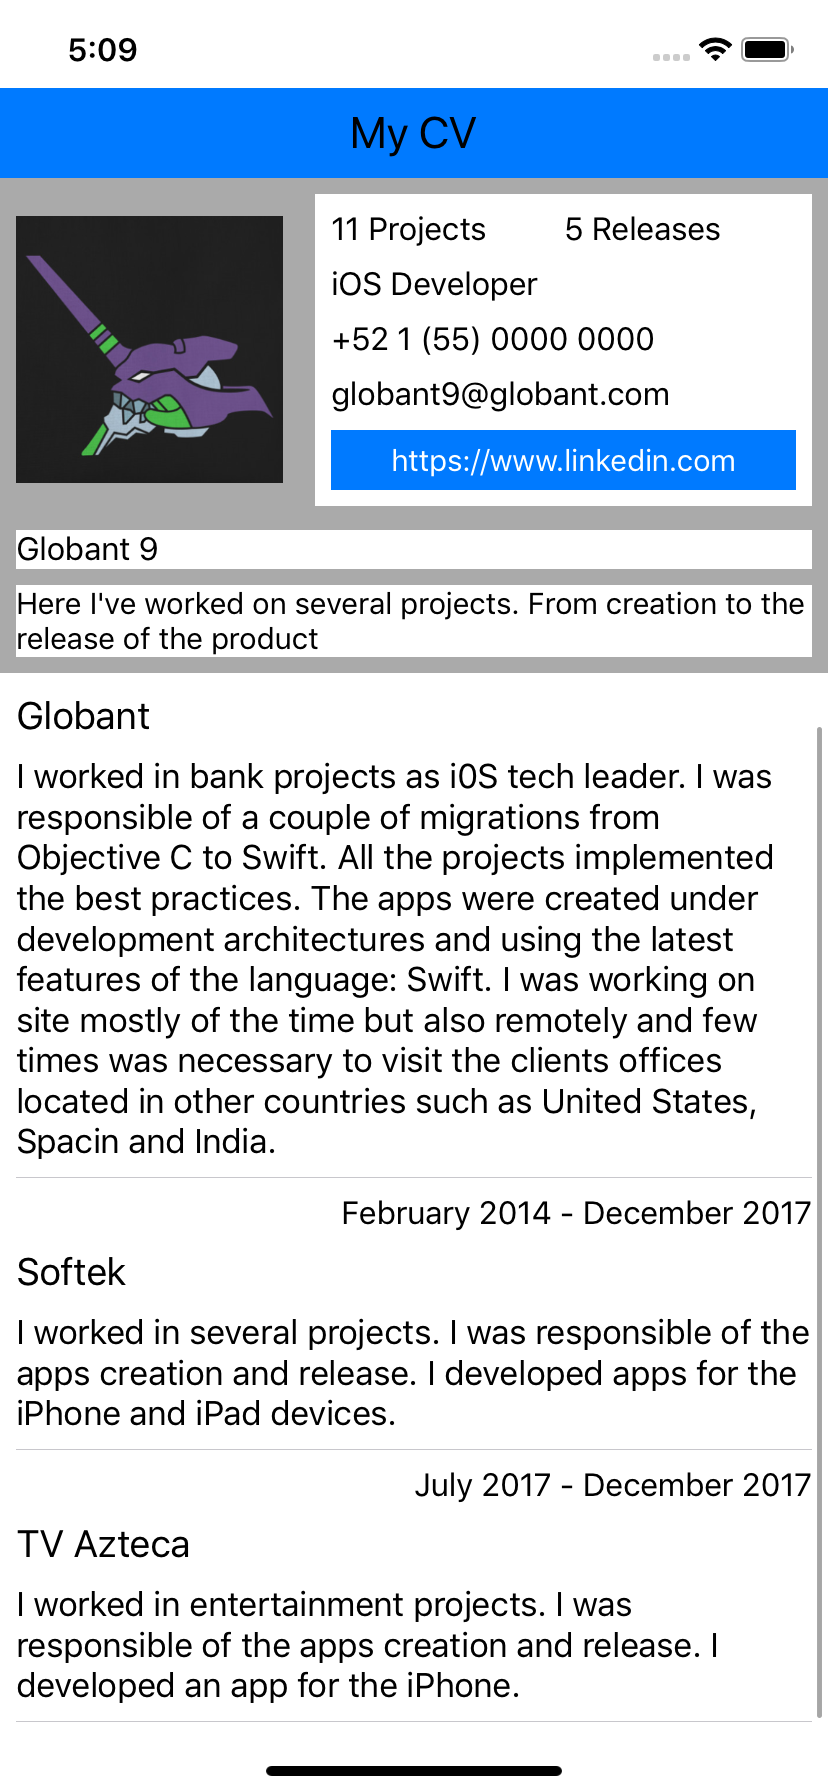 5:09
My CV
11 Projects 5 Releases
iOS Developer
+52 1 (55) 0000 0000
globant9@globant.com
https://www.linkedin.com
Globant 9
Here I've worked on several projects. From creation to the
release of the product
Globant
I worked in bank projects as i0S tech leader. I was
responsible of a couple of migrations from
Objective C to Swift. All the projects implemented
the best practices. The apps were created under
development architectures and using the latest
features of the language: Swift. I was working on
site mostly of the time but also remotely and few
times was necessary to visit the clients offices
located in other countries such as United States,
Spacin and India.
February 2014 - December 2017
Softek
I worked in several projects. I was responsible of the
apps creation and release. I developed apps for the
iPhone and iPad devices.
July 2017 - December 2017
TV Azteca
I worked in entertainment projects. I was
responsible of the apps creation and release. I
developed an app for the iPhone.